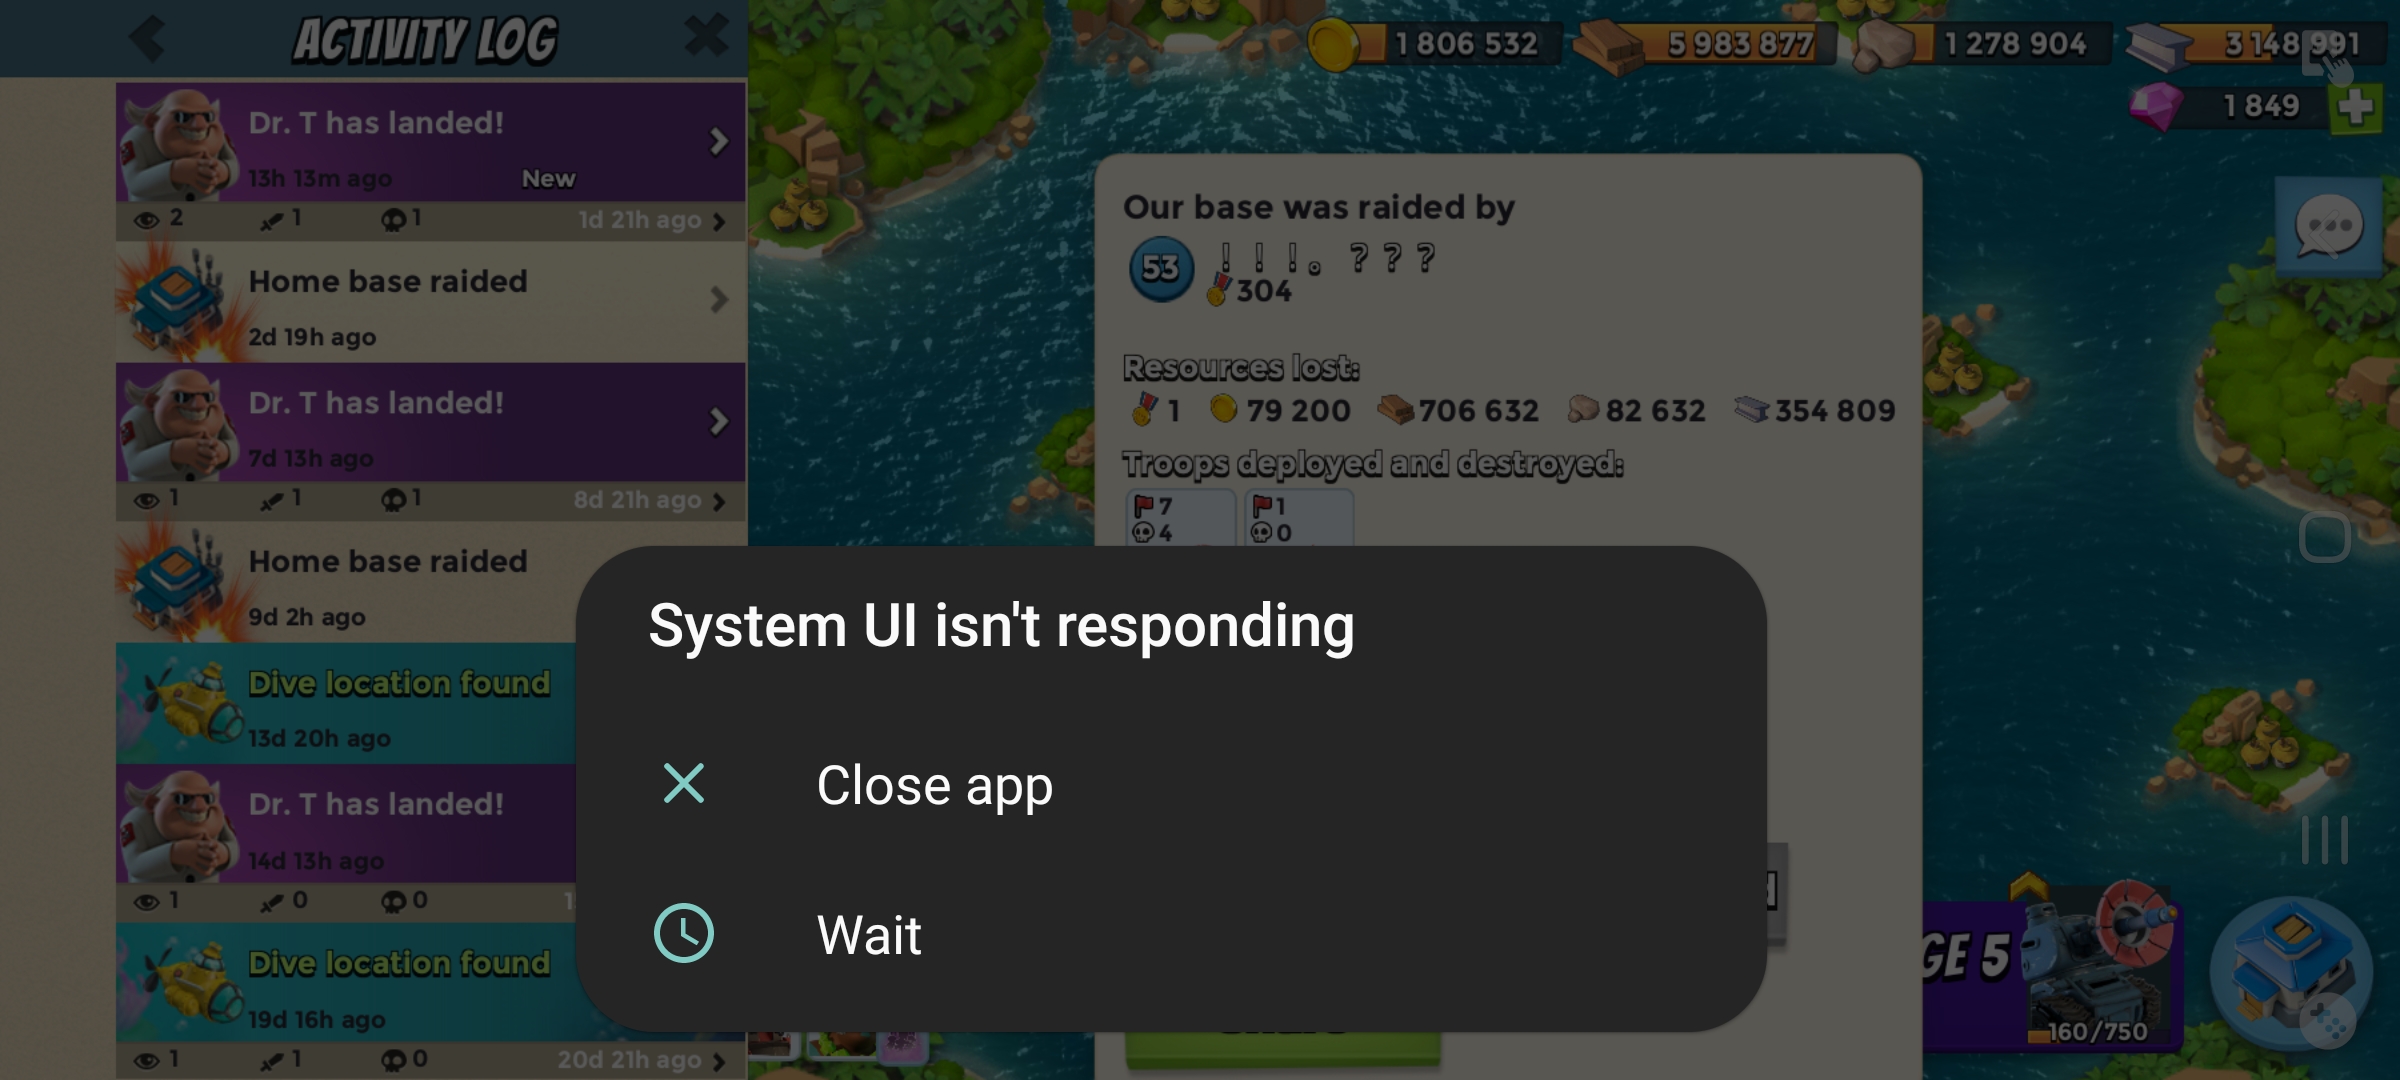 ACTIVITY LOG
Dr. T has landed!
13h 13m ago
New
2
1
1
1d 21h ago
Home base raided
2d 19h ago
Dr. T has landed!
7d 13h ago
1
1
1
8d 21h ago
Home base raided
9d 2h ago
Dive location found
13d 20h ago
Dr. T has landed!
14d 13h ago
1
0
0
Dive location found
19d 16h ago
1
1
0
20d 21h ago
1 806 532
5 983 877
1 278 904
3 148 991
1 849
Our base was raided by
53
! ! !. ? ? ?
304
Resources lost:
1
79 200
706 632
82 632
354 809
Troops deployed and destroyed:
7
4
1
0
System UI isn't responding
Close app
Wait
GE 5
160/750